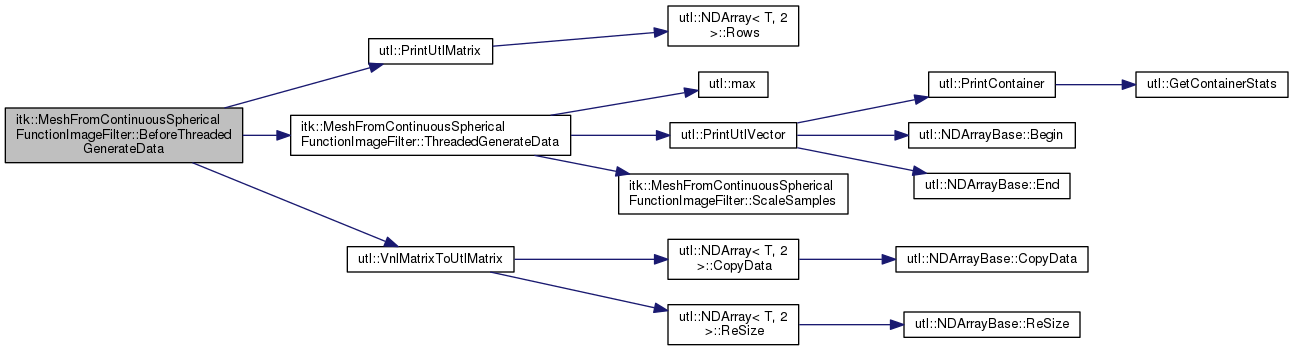 itk::MeshFromContinuousSpherical
FunctionImageFilter::BeforeThreaded
GenerateData
utl::PrintUtlMatrix
utl::NDArray< T, 2
>::Rows
itk::MeshFromContinuousSpherical
FunctionImageFilter::ThreadedGenerateData
utl::max
utl::PrintUtlVector
utl::PrintContainer
utl::GetContainerStats
utl::NDArrayBase::Begin
utl::NDArrayBase::End
itk::MeshFromContinuousSpherical
FunctionImageFilter::ScaleSamples
utl::VnlMatrixToUtlMatrix
utl::NDArray< T, 2
>::CopyData
utl::NDArrayBase::CopyData
utl::NDArray< T, 2
>::ReSize
utl::NDArrayBase::ReSize